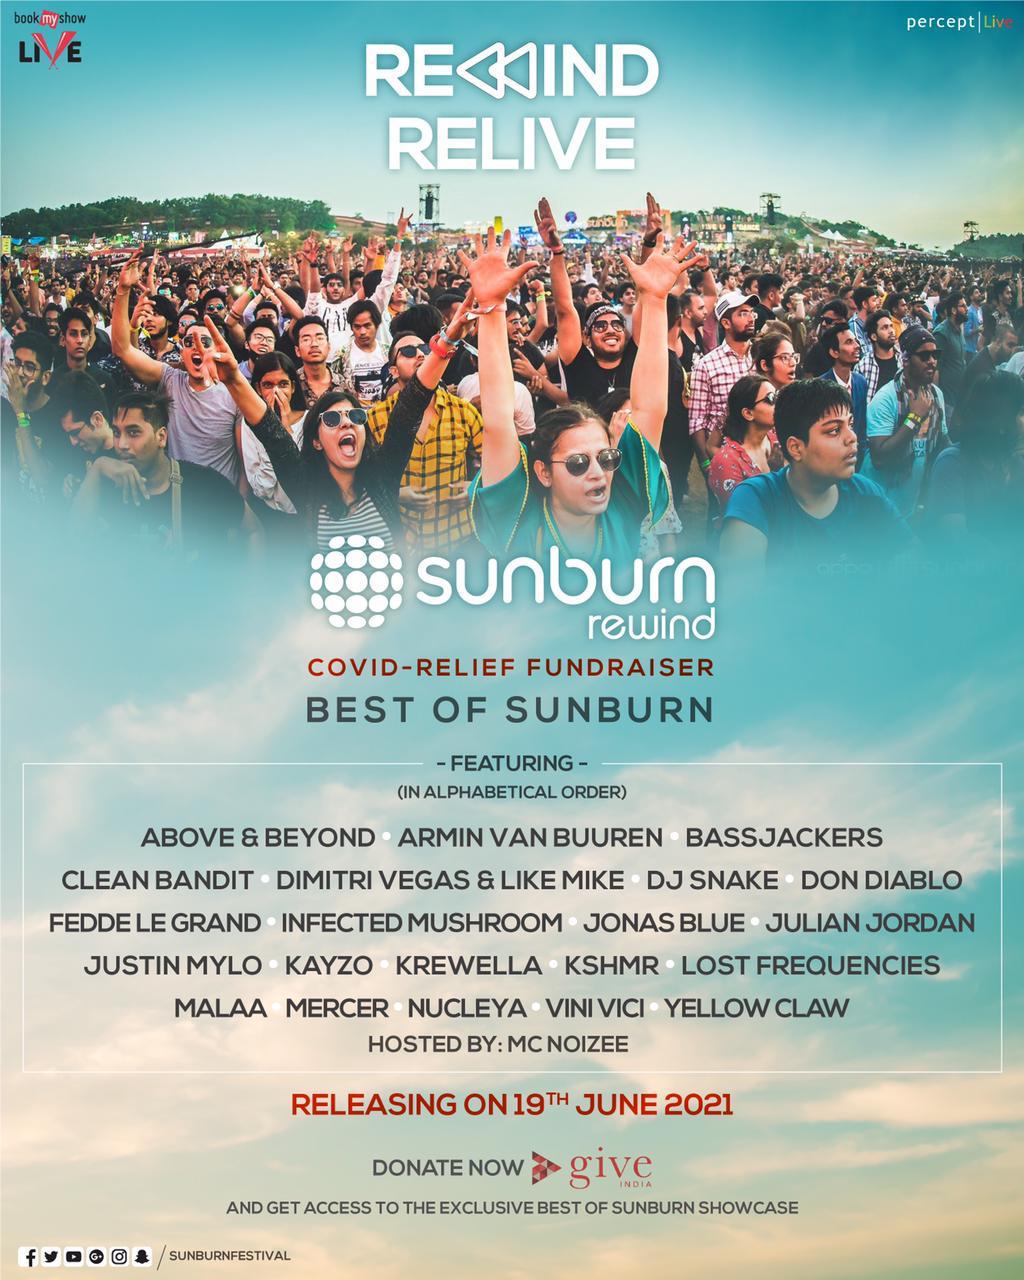 book my show
LIVE
percept|Live
REWIND
RELIVE
sunburn
rewind
COVID-RELIEF FUNDRAISER
BEST OF SUNBURN
- FEATURING -
(IN ALPHABETICAL ORDER)
ABOVE & BEYOND • ARMIN VAN BUUREN • BASSJACKERS
CLEAN BANDIT • DIMITRI VEGAS & LIKE MIKE • DJ SNAKE • DON DIABLO
FEDDE LE GRAND • INFECTED MUSHROOM • JONAS BLUE • JULIAN JORDAN
JUSTIN MYLO • KAYZO • KREWELLA • KSHMR • LOST FREQUENCIES
MALAA • MERCER • NUCLEYA • VINI VICI • YELLOW CLAW
HOSTED BY: MC NOIZEE
RELEASING ON 19TH JUNE 2021
DONATE NOW give
INDIA
AND GET ACCESS TO THE EXCLUSIVE BEST OF SUNBURN SHOWCASE
/ SUNBURNFESTIVAL